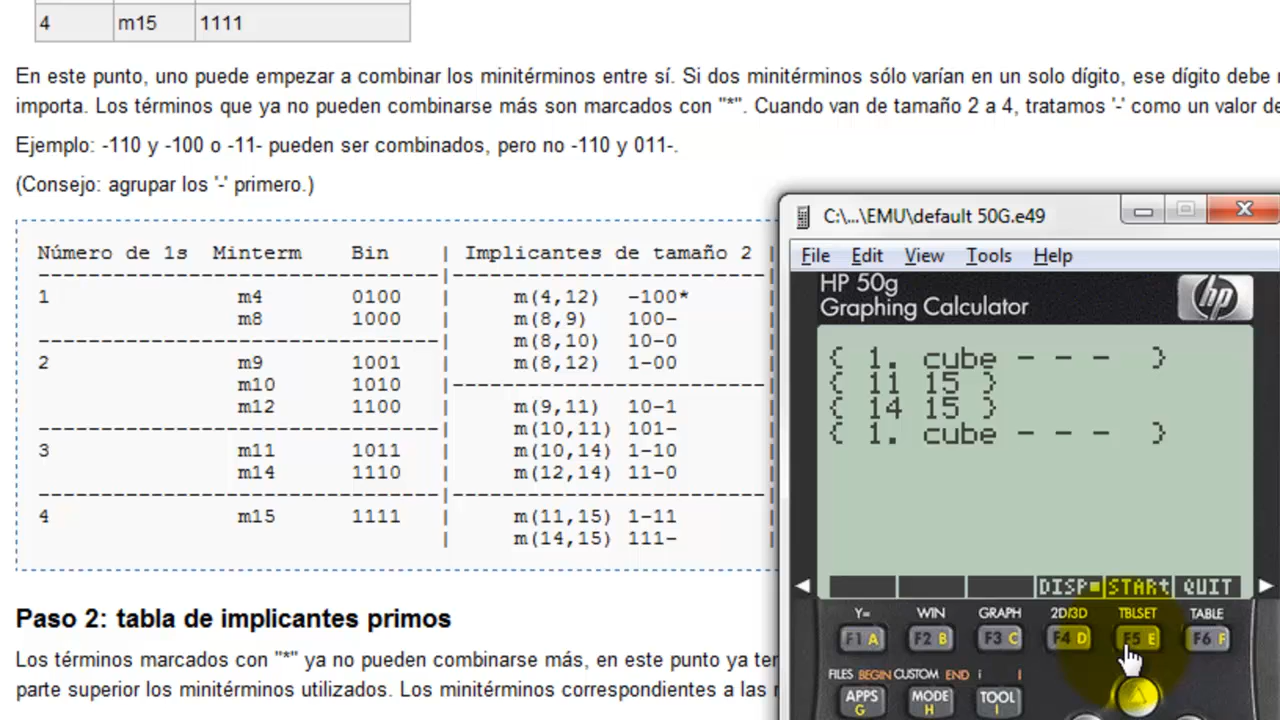 4 m15 1111
En este punto, uno puede empezar a combinar los minitérminos entre sí. Si dos minitérminos sólo varían en un solo dígito, ese dígito debe
importa. Los términos que ya no pueden combinarse más son marcados con "*". Cuando van de tamaño 2 a 4, tratamos '-' como un valor de
Ejemplo: -110 y -100 o -11- pueden ser combinados, pero no -110 y 011-.
(Consejo: agrupar los '-' primero.)
Número de 1s Minterm Bin | Implicantes de tamaño 2 |
1 m4 0100 | m(4,12) -100*
m8 1000 | m(8,9) 100-
m(8,10) 10-0
2 m9 1001 | m(8,12) 1-00
m10 1010
m12 1100 | m(9,11) 10-1
m(10,11) 101-
3 m11 1011 | m(10,14) 1-10
m14 1110 | m(12,14) 11-0
4 m15 1111 | m(11,15) 1-11
| m(14,15) 111-
Paso 2: tabla de implicantes primos
Los términos marcados con "*" ya no pueden combinarse más, en este punto ya
parte superior los minitérminos utilizados. Los minitérminos correspondientes a las
C:\...\EMU\default 50G.e49
File Edit View Tools Help
HP 50g
Graphing Calculator
hp
{ 1. cube - - - }
{ 11 15 }
{ 14 15 }
{ 1. cube - - - }
DISP■ STARt QUIT
Y= WIN GRAPH 2D/3D TBLSET TABLE
F1 A F2 B F3 C F4 D F5 E F6 F
FILES BEGIN CUSTOM END i I
APPS G MODE H TOOL I